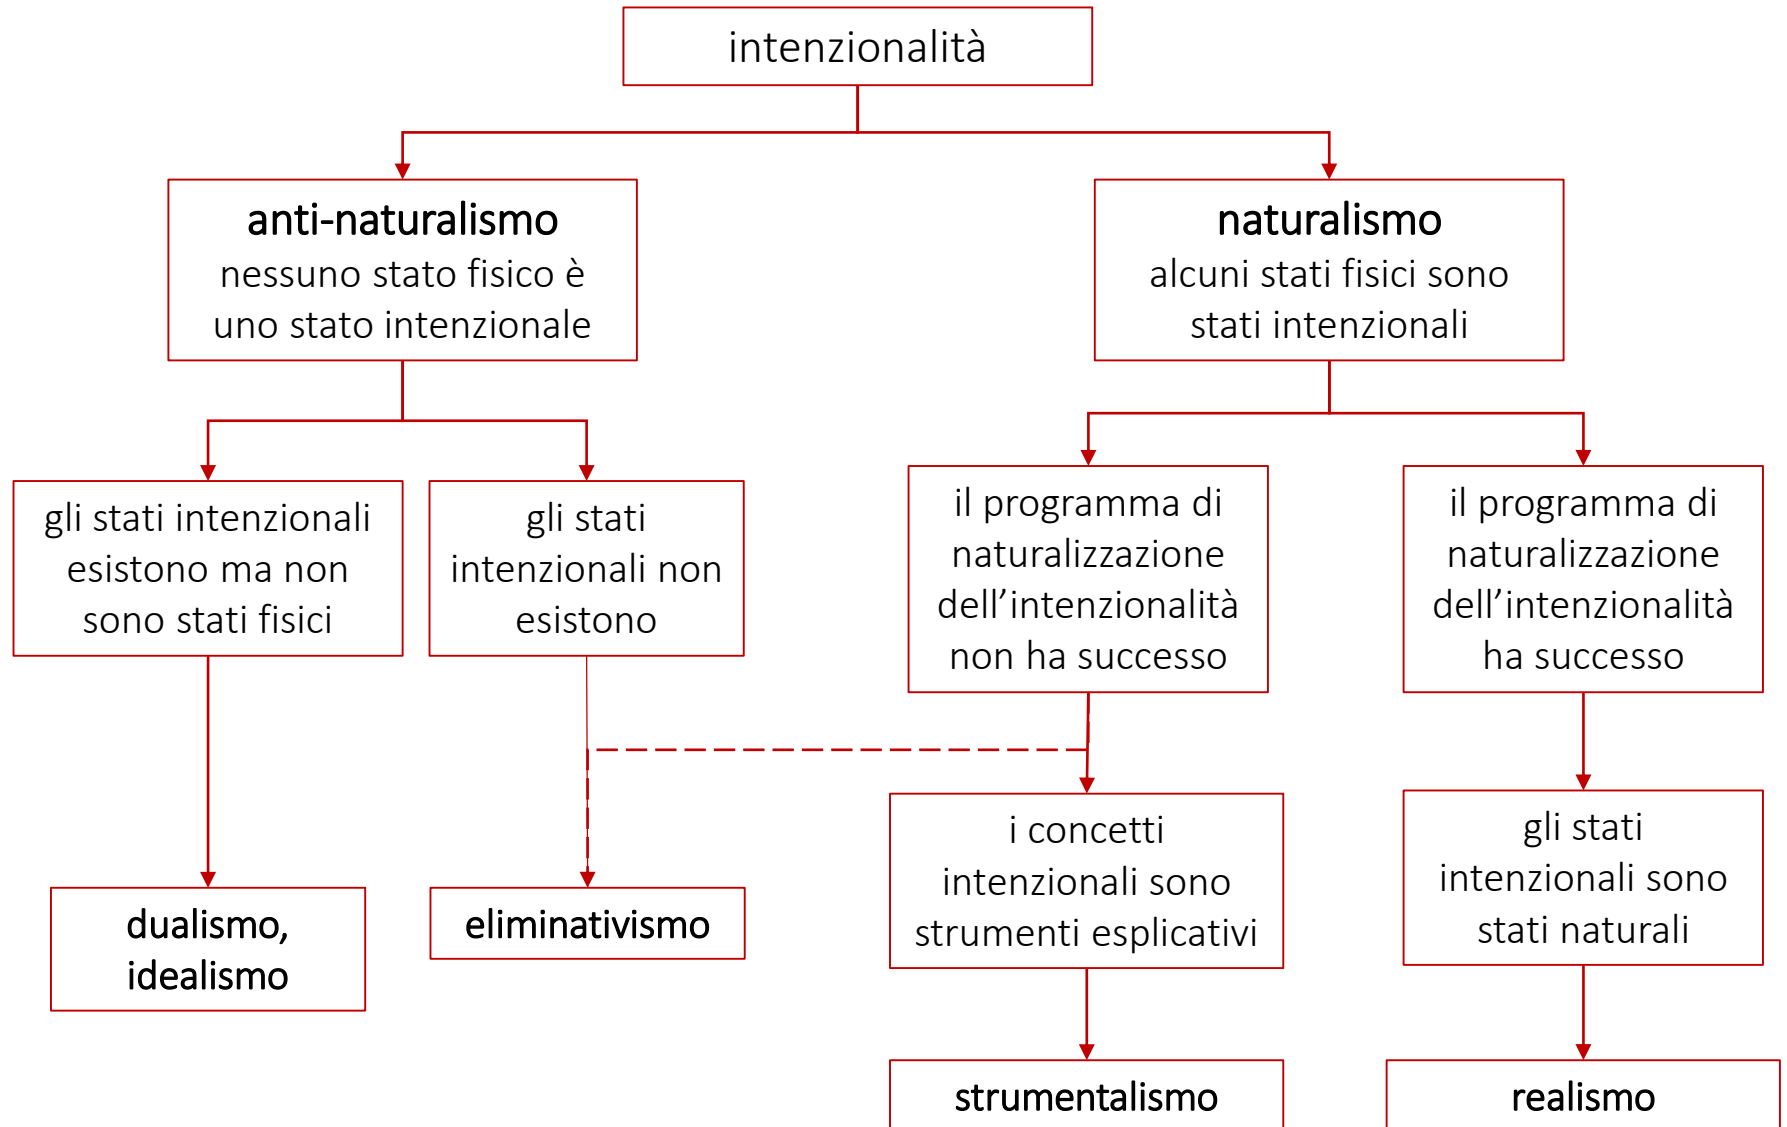 intenzionalità
anti-naturalismo
nessuno stato fisico è
uno stato intenzionale
naturalismo
alcuni stati fisici sono
stati intenzionali
gli stati intenzionali
esistono ma non
sono stati fisici
gli stati
intenzionali non
esistono
il programma di
naturalizzazione
dell’intenzionalità
non ha successo
il programma di
naturalizzazione
dell’intenzionalità
ha successo
i concetti
intenzionali sono
strumenti esplicativi
gli stati
intenzionali sono
stati naturali
dualismo,
idealismo
eliminativismo
strumentalismo
realismo